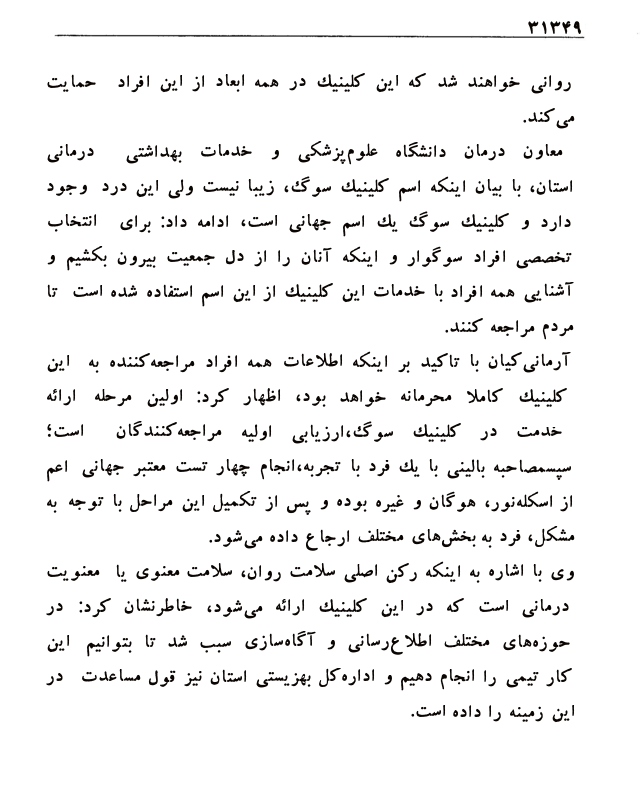 ۳۱۳۴۹
روانی خواهند شد که این کلینیك در همه ابعاد از این افراد حمایت
می‌کند.
معاون درمان دانشگاه علوم‌پزشکی و خدمات بهداشتی درمانی
استان، با بیان اینکه اسم کلینیك سوگ، زیبا نیست ولی این درد وجود
دارد و کلینیك سوگ یك اسم جهانی است، ادامه داد: برای انتخاب
تخصصی افراد سوگوار و اینکه آنان را از دل جمعیت بیرون بکشیم و
آشنایی همه افراد با خدمات این کلینیك از این اسم استفاده شده است تا
مردم مراجعه کنند.
آرمانی‌کیان با تاکید بر اینکه اطلاعات همه افراد مراجعه‌کننده به این
کلینیك کاملا محرمانه خواهد بود، اظهار کرد: اولین مرحله ارائه
خدمت در کلینیك سوگ،ارزیابی اولیه مراجعه‌کنندگان است؛
سپسمصاحبه بالینی با یك فرد با تجربه،انجام چهار تست معتبر جهانی اعم
از اسکله‌نور، هوگان و غیره بوده و پس از تکمیل این مراحل با توجه به
مشکل، فرد به بخش‌های مختلف ارجاع داده می‌شود.
وی با اشاره به اینکه رکن اصلی سلامت روان، سلامت معنوی یا معنویت
درمانی است که در این کلینیك ارائه می‌شود، خاطرنشان کرد: در
حوزه‌های مختلف اطلاع‌رسانی و آگاه‌سازی سبب شد تا بتوانیم این
کار تیمی را انجام دهیم و اداره‌کل بهزیستی استان نیز قول مساعدت در
این زمینه را داده است.